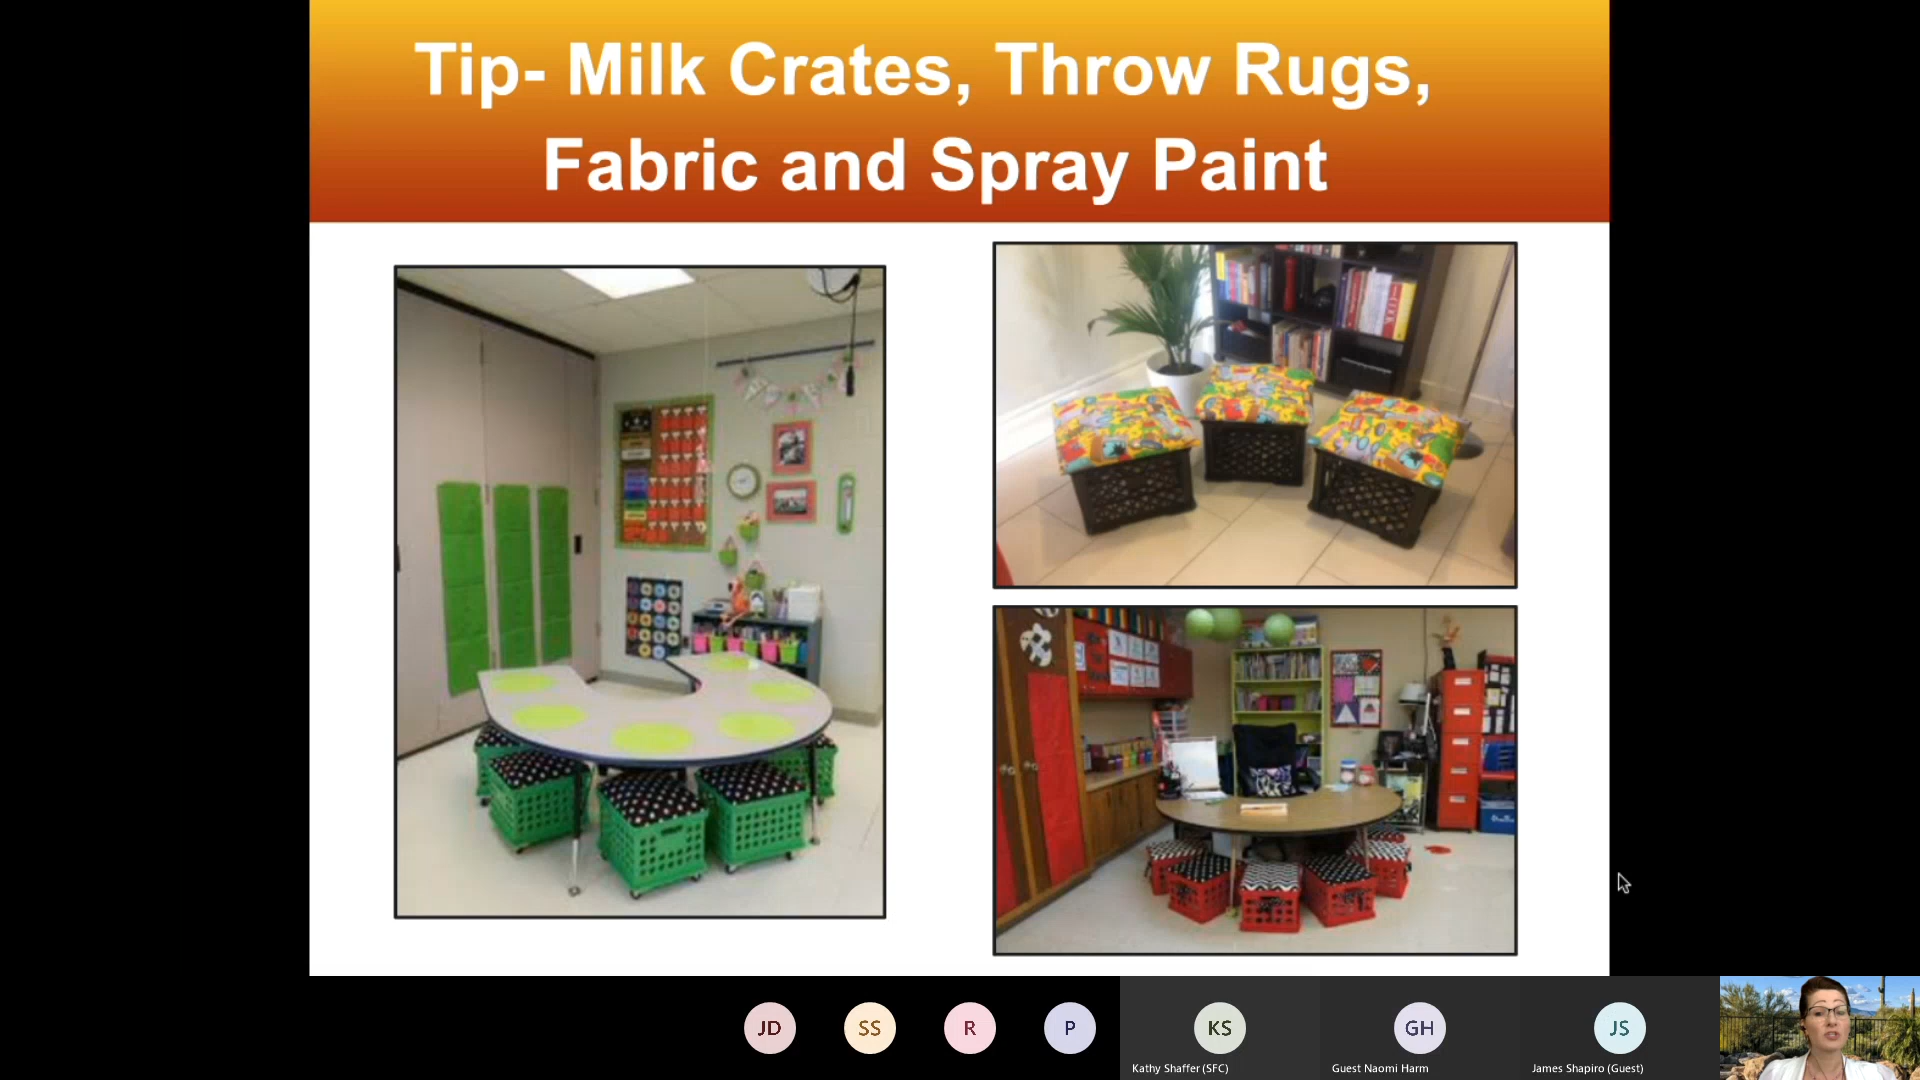 Tip- Milk Crates, Throw Rugs,
Fabric and Spray Paint
JD
SS
R
P
KS
GH
JS
Kathy Shaffer (SFC)
Guest Naomi Harm
James Shapiro (Guest)